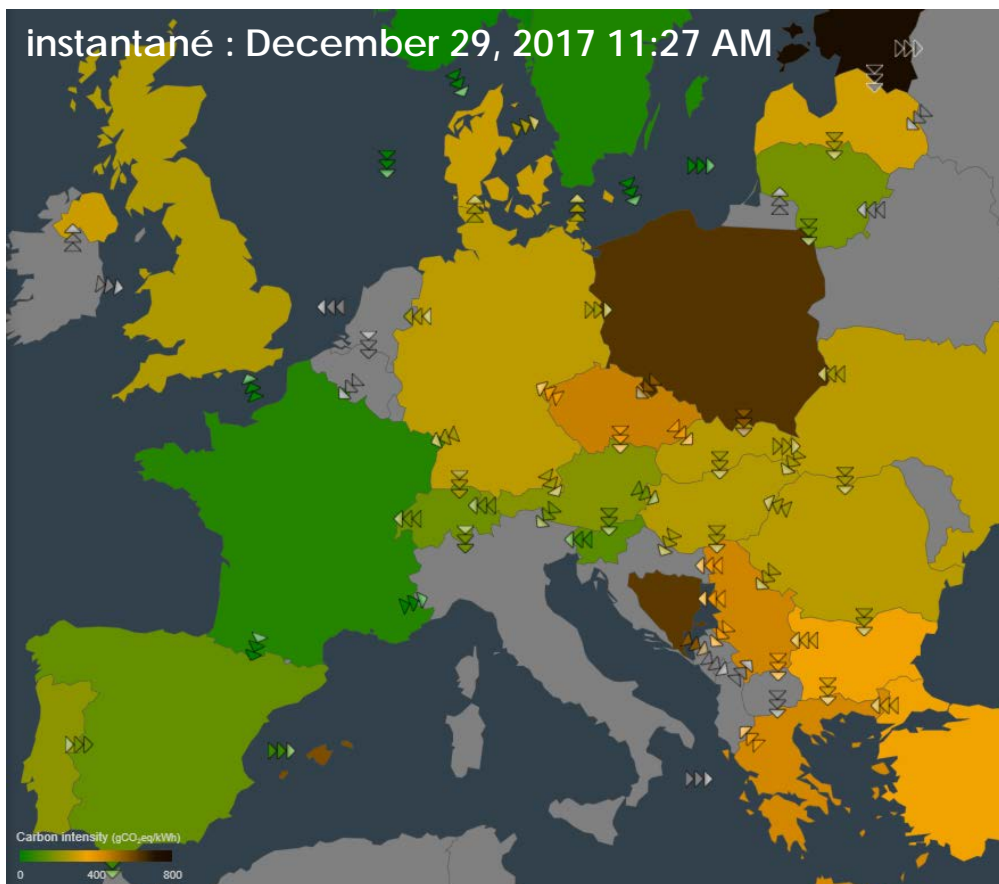 instantané : December 29, 2017 11:27 AM
Carbon intensity (gCO₂eq/kWh)
0 400 800